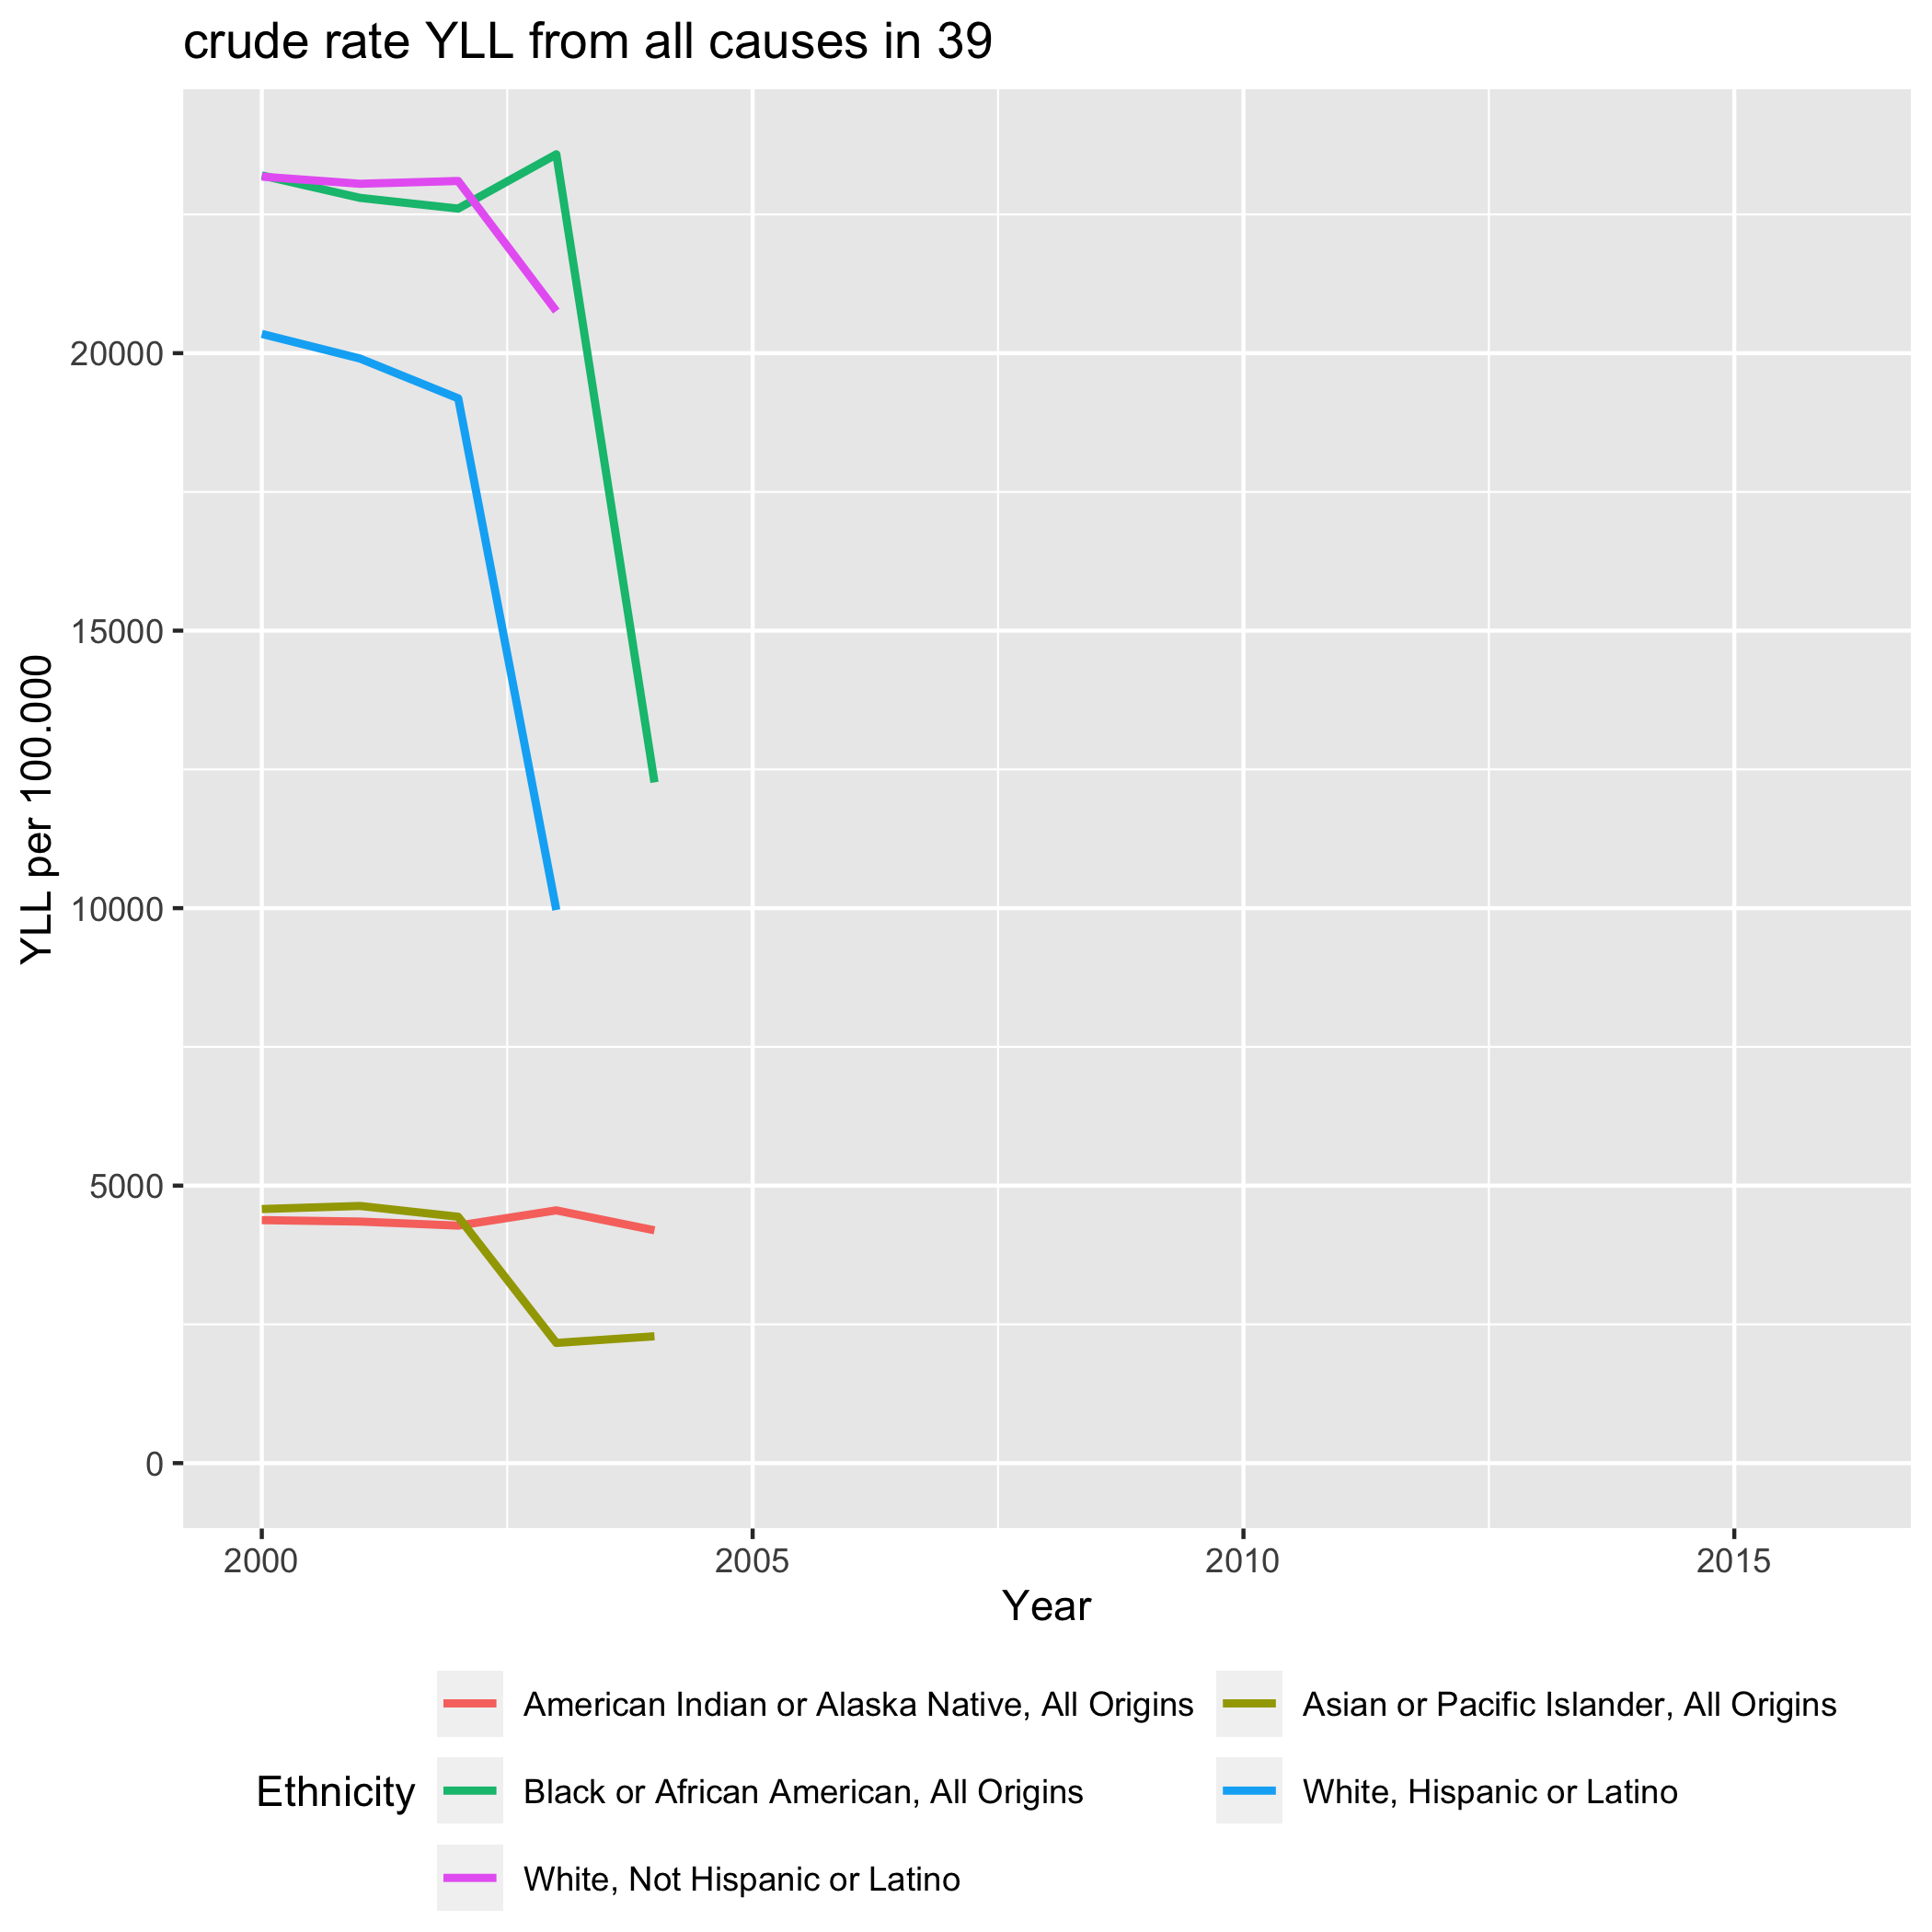 crude rate YLL from all causes in 39
YLL per 100.000
20000
15000
10000
5000
0
2000 2005 2010 2015
Year
Ethnicity
American Indian or Alaska Native, All Origins
Asian or Pacific Islander, All Origins
Black or African American, All Origins
White, Hispanic or Latino
White, Not Hispanic or Latino